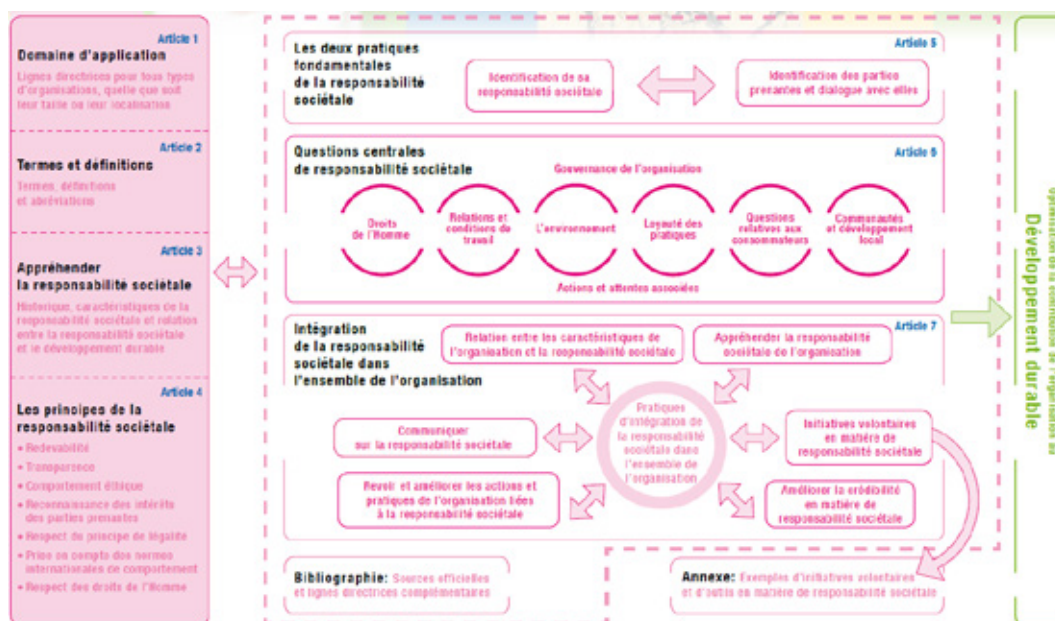 Article 1
Domaine d'application
Lignes directrices pour tous types
d'organisations, quelle que soit
leur taille ou leur localisation
Article 2
Termes et définitions
Termes, définitions
et abréviations
Article 3
Appréhender
la responsabilité sociétale
Historique, caractéristiques de la
responsabilité sociétale et relation
entre la responsabilité sociétale
et le développement durable
Article 4
Les principes de la
responsabilité sociétale
• Redevabilité
• Transparence
• Comportement éthique
• Reconnaissance des intérêts
des parties prenantes
• Respect du principe de légalité
• Prise en compte des normes
internationales de comportement
• Respect des droits de l'Homme
Article 5
Les deux pratiques
fondamentales
de la responsabilité
sociétale
Identification de sa
responsabilité sociétale
Identification des parties
prenantes et dialogue avec elles
Article 6
Questions centrales
de responsabilité sociétale
Gouvernance de l'organisation
Droits
de l'Homme
Relations et
conditions de
travail
L'environnement
Loyauté des
pratiques
Questions
relatives aux
consommateurs
Communautés
et développement
local
Actions et attentes associées
Article 7
Intégration
de la responsabilité
sociétale dans
l'ensemble de l'organisation
Relation entre les caractéristiques de
l'organisation et la responsabilité sociétale
Appréhender la responsabilité
sociétale de l'organisation
Pratiques
d'intégration de
la responsabilité
sociétale dans
l'ensemble de
l'organisation
Communiquer
sur la responsabilité sociétale
Initiatives volontaires
en matière de
responsabilité sociétale
Revoir et améliorer les actions et
pratiques de l'organisation liées
à la responsabilité sociétale
Améliorer la crédibilité
en matière de
responsabilité sociétale
Bibliographie: Sources officielles
et lignes directrices complémentaires
Annexe: Exemples d'initiatives volontaires
et d'outils en matière de responsabilité sociétale
de la contribution de l'organisation au
Développement durable